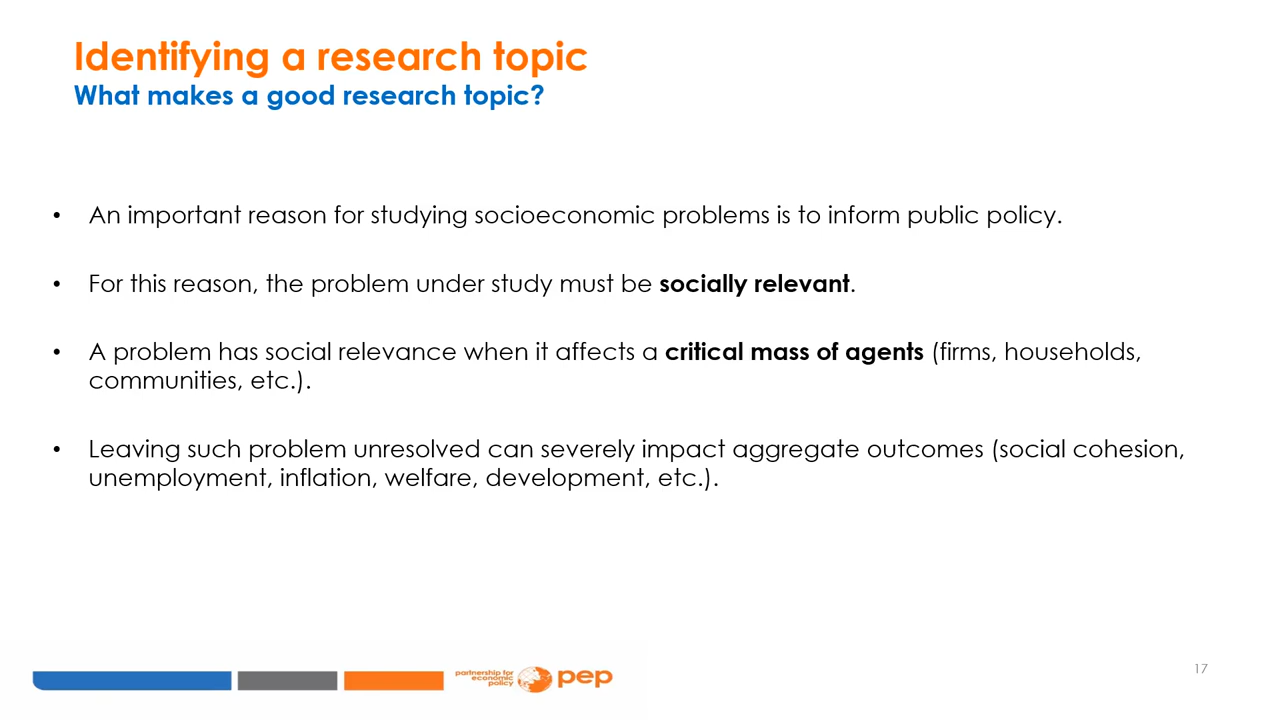 Identifying a research topic
What makes a good research topic?
• An important reason for studying socioeconomic problems is to inform public policy.
• For this reason, the problem under study must be socially relevant.
• A problem has social relevance when it affects a critical mass of agents (firms, households,
communities, etc.).
• Leaving such problem unresolved can severely impact aggregate outcomes (social cohesion,
unemployment, inflation, welfare, development, etc.).
partnership for
economic
policy
pep
17